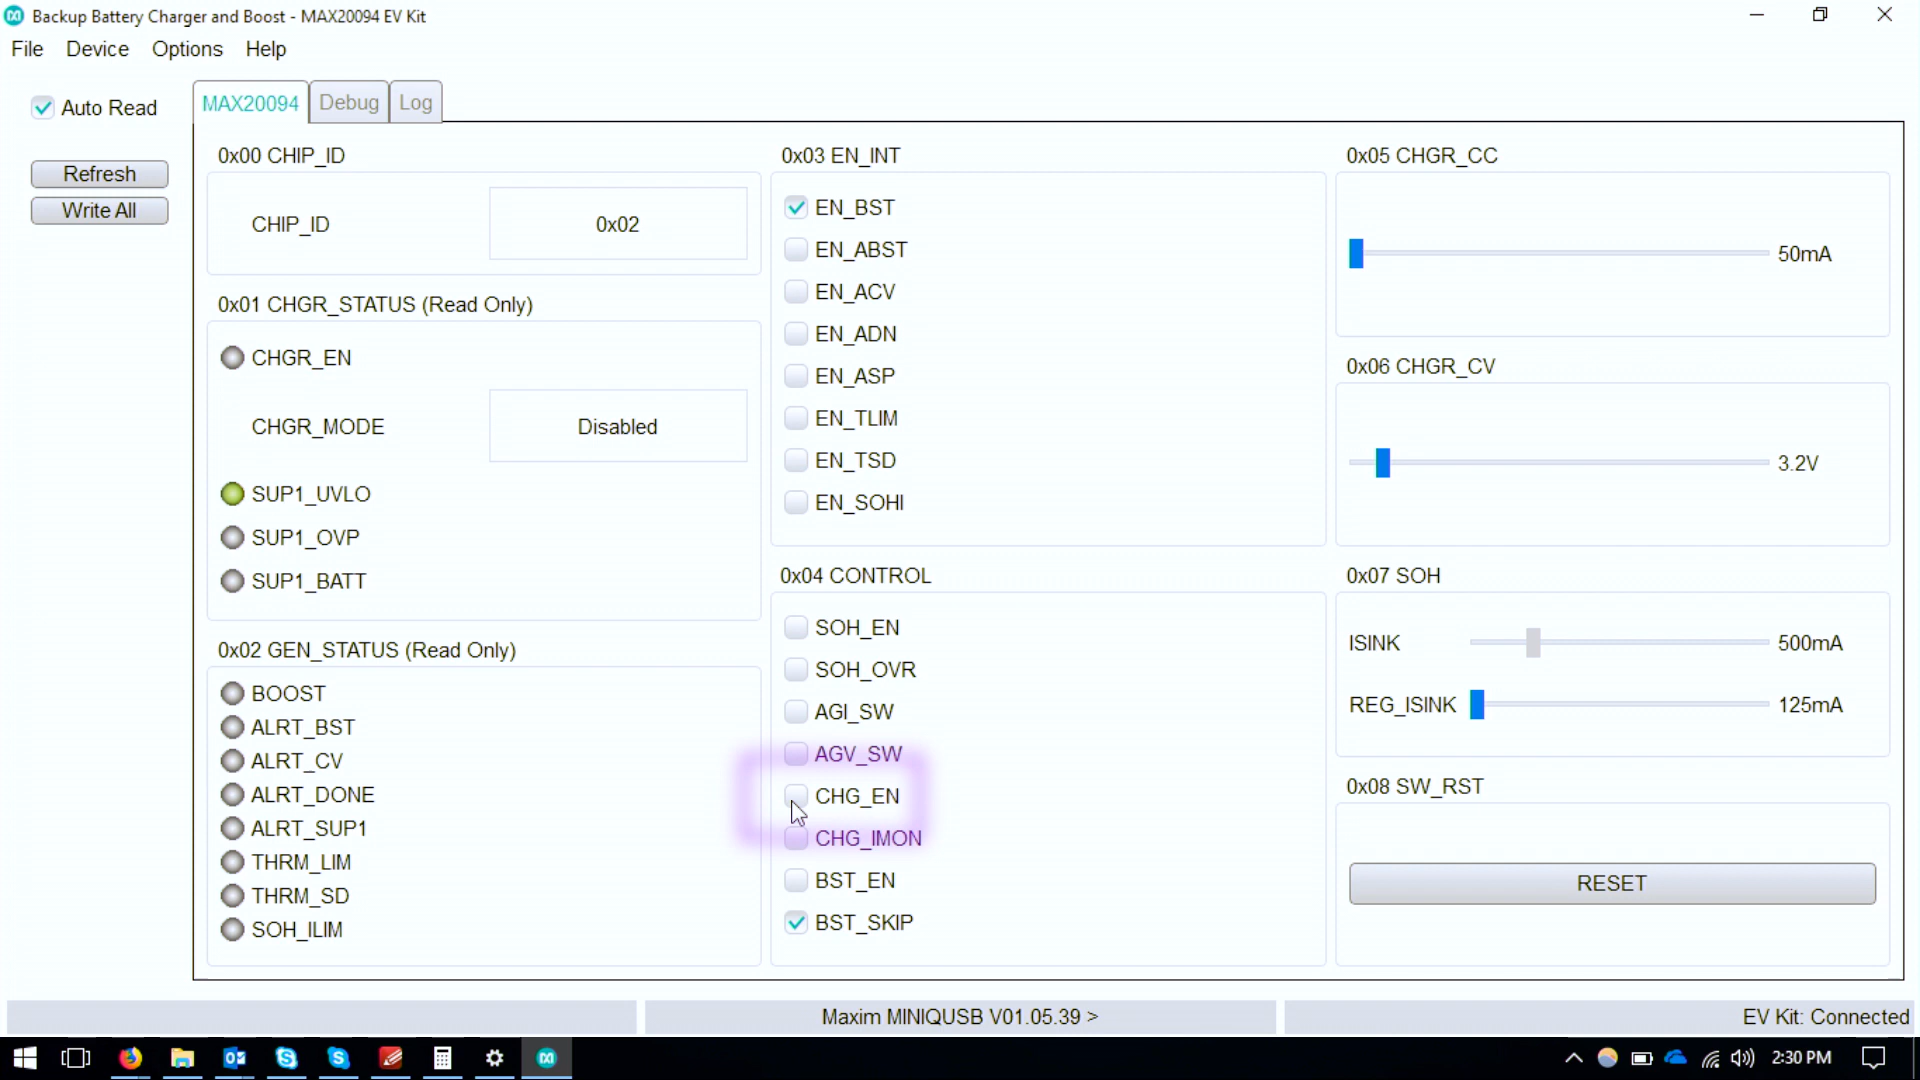 Backup Battery Charger and Boost - MAX20094 EV Kit
File Device Options Help
Auto Read
Refresh
Write All
MAX20094 Debug Log
0x00 CHIP_ID
CHIP_ID 0x02
0x01 CHGR_STATUS (Read Only)
CHGR_EN
CHGR_MODE Disabled
SUP1_UVLO
SUP1_OVP
SUP1_BATT
0x02 GEN_STATUS (Read Only)
BOOST
ALRT_BST
ALRT_CV
ALRT_DONE
ALRT_SUP1
THRM_LIM
THRM_SD
SOH_ILIM
0x03 EN_INT
EN_BST
EN_ABST
EN_ACV
EN_ADN
EN_ASP
EN_TLIM
EN_TSD
EN_SOHI
0x04 CONTROL
SOH_EN
SOH_OVR
AGI_SW
AGV_SW
CHG_EN
CHG_IMON
BST_EN
BST_SKIP
0x05 CHGR_CC
50mA
0x06 CHGR_CV
3.2V
0x07 SOH
ISINK 500mA
REG_ISINK 125mA
0x08 SW_RST
RESET
Maxim MINIQUSB V01.05.39 >
EV Kit: Connected
2:30 PM